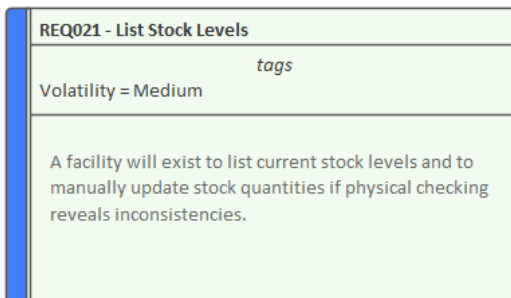 REQ021 - List Stock Levels
tags
Volatility = Medium
A facility will exist to list current stock levels and to
manually update stock quantities if physical checking
reveals inconsistencies.